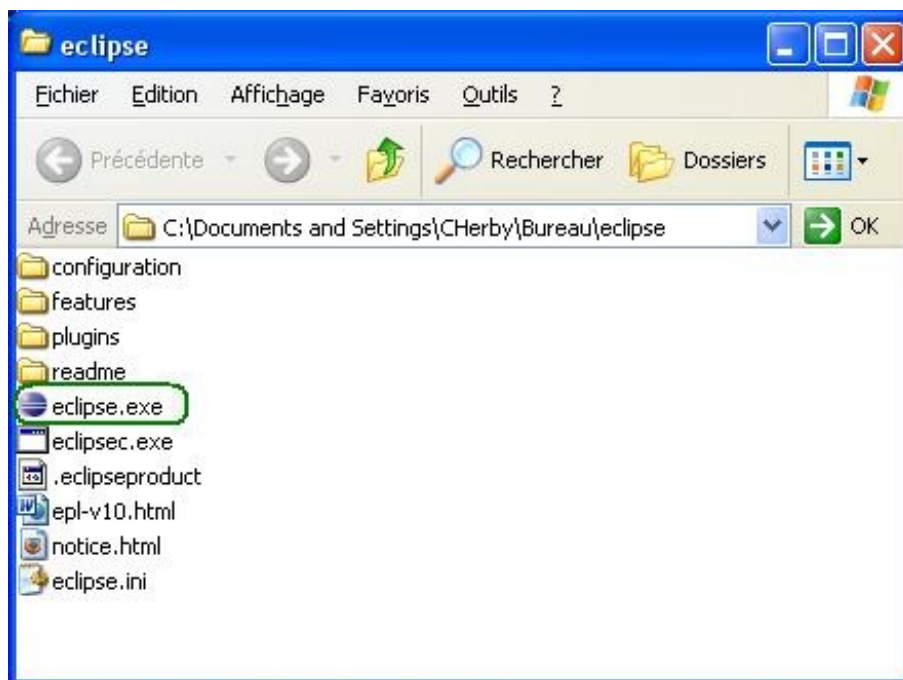 eclipse
Fichier Edition Affichage Favoris Outils ?
Précédente Rechercher Dossiers
Adresse C:\Documents and Settings\CHerby\Bureau\eclipse OK
configuration
features
plugins
readme
eclipse.exe
eclipsec.exe
.eclipseproduct
epl-v10.html
notice.html
eclipse.ini